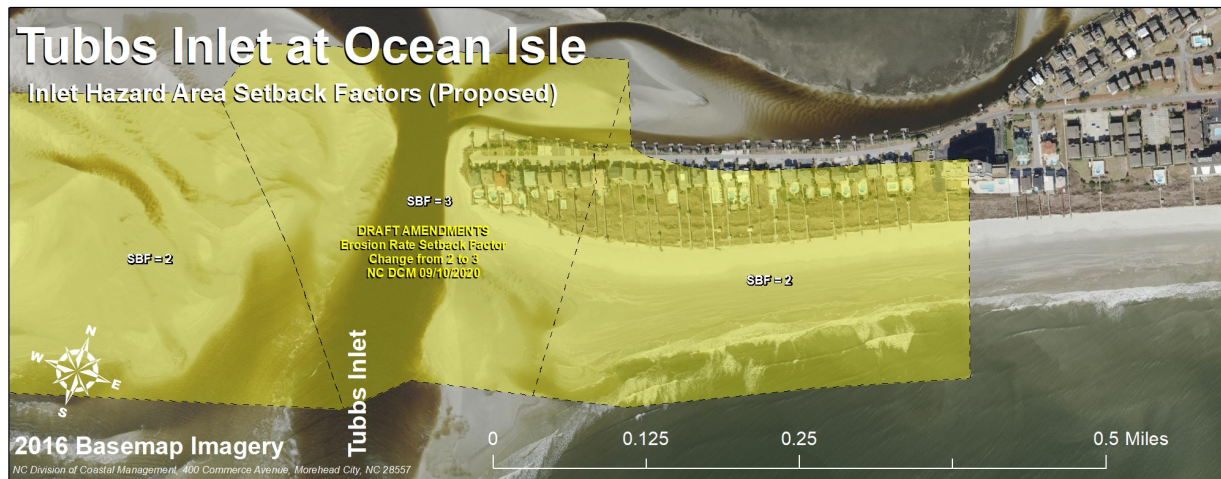 Tubbs Inlet at Ocean Isle
Inlet Hazard Area Setback Factors (Proposed)
SBF = 3
DRAFT AMENDMENTS
Erosion Rate Setback Factor
Change from 2 to 3
NC DCM 09/10/2020
SBF = 2
SBF = 2
N
W
E
S
Tubbs Inlet
2016 Basemap Imagery
NC Division of Coastal Management, 400 Commerce Avenue, Morehead City, NC 28557
0 0.125 0.25 0.5 Miles